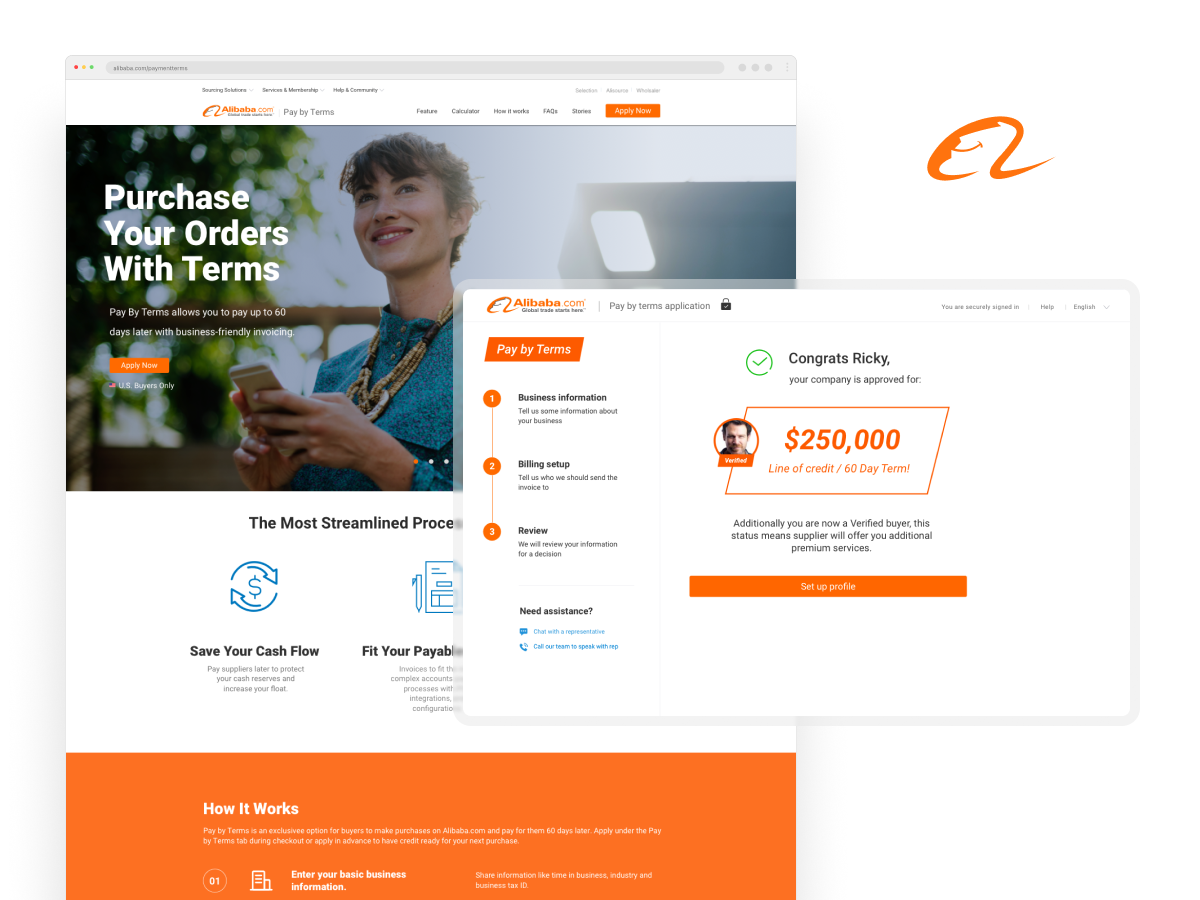 alibaba.com/paymentterms
Sourcing Solutions Services & Membership Help & Community
Selection Allsource Wholsaler
Alibaba.com
Global trade starts here.™
Pay by Terms
Feature Calculator How it works FAQs Stories Apply Now
Purchase
Your Orders
With Terms
Pay By Terms allows you to pay up to 60
days later with business-friendly invoicing.
Apply Now
U.S. Buyers Only
The Most Streamlined Proce
Save Your Cash Flow
Pay suppliers later to protect
your cash reserves and
increase your float.
Fit Your Payabl
Invoices to fit th
complex accounts
processes with
integrations,
configuratio
How It Works
Pay by Terms is an exclusivee option for buyers to make purchases on Alibaba.com and pay for them 60 days later. Apply under the Pay
by Terms tab during checkout or apply in advance to have credit ready for your next purchase.
01
Enter your basic business
information.
Share information like time in business, industry and
business tax ID.
Alibaba.com
Global trade starts here.™
Pay by terms application
You are securely signed in Help English
Pay by Terms
1
Business information
Tell us some information about
your business
2
Billing setup
Tell us who we should send the
invoice to
3
Review
We will review your information
for a decision
Need assistance?
Chat with a representative
Call our team to speak with rep
Congrats Ricky,
your company is approved for:
Verified
$250,000
Line of credit / 60 Day Term!
Additionally you are now a Verified buyer, this
status means supplier will offer you additional
premium services.
Set up profile